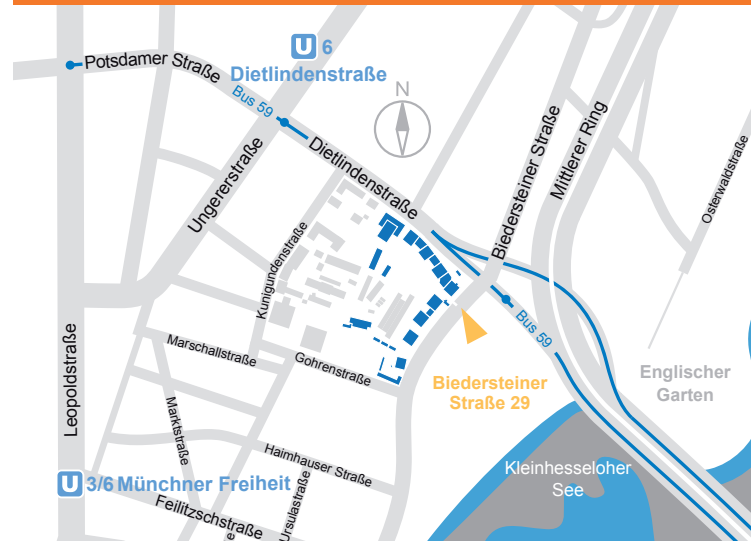 U 6
Dietlindenstraße
Potsdamer Straße
Bus 59
N
Dietlindenstraße
Ungererstraße
Biedersteiner Straße
Mittlerer Ring
Osterwaldstraße
Kunigundenstraße
Bus 59
Leopoldstraße
Marschallstraße
Gohrenstraße
Biedersteiner
Straße 29
Englischer
Garten
Marktstraße
Haimhauser Straße
Kleinhesseloher
See
U 3/6 Münchner Freiheit
Feilitzschstraße
Ursulastraße